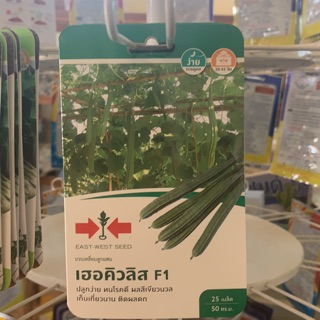 ง่าย
EAST-WEST SEED
บวบเหลี่ยมลูกผสม
เฮอคิวลิส F1
ปลูกง่าย ทนโรคดี ผลสีเขียวนวล
เก็บเกี่ยวนาน ติดผลดก
25 เมล็ด
50 ตร.ม.